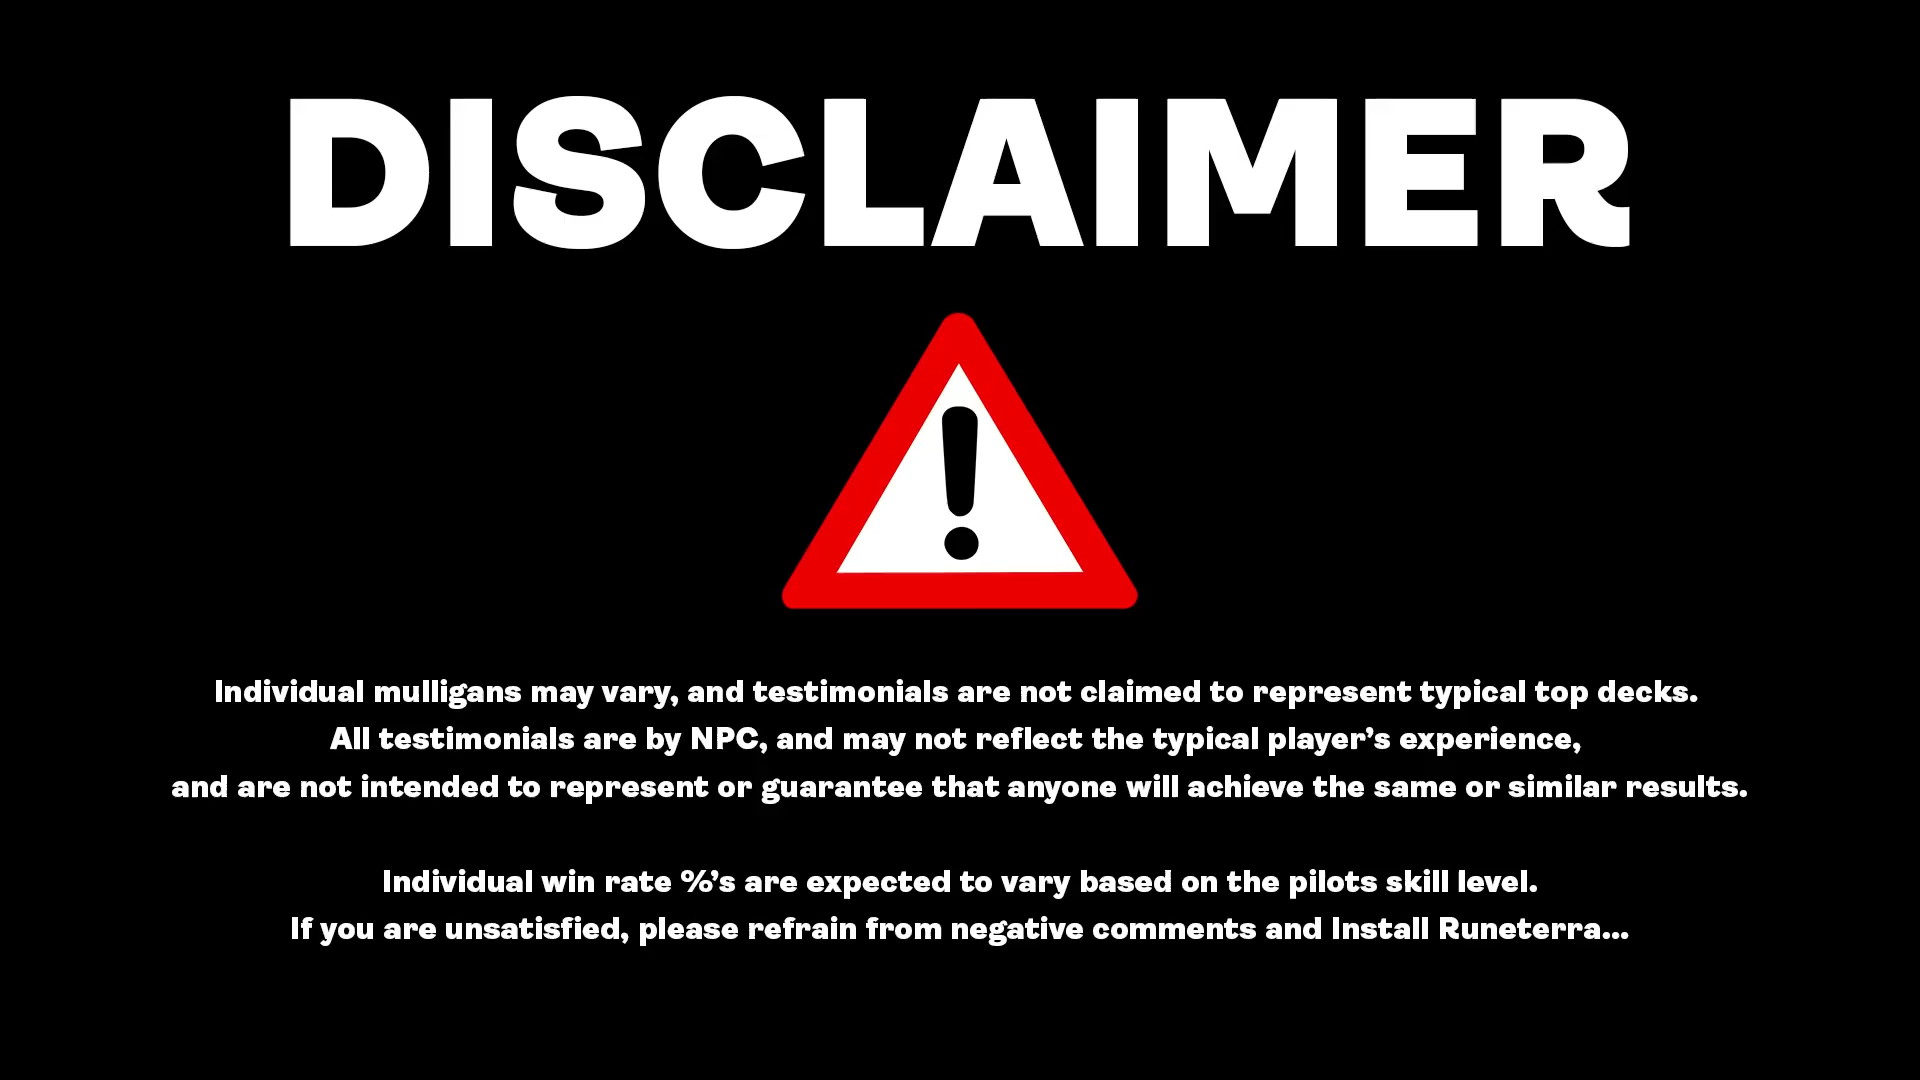 DISCLAIMER
!
Individual mulligans may vary, and testimonials are not claimed to represent typical top decks.
All testimonials are by NPC, and may not reflect the typical player’s experience,
and are not intended to represent or guarantee that anyone will achieve the same or similar results.
Individual win rate %’s are expected to vary based on the pilots skill level.
If you are unsatisfied, please refrain from negative comments and Install Runeterra...